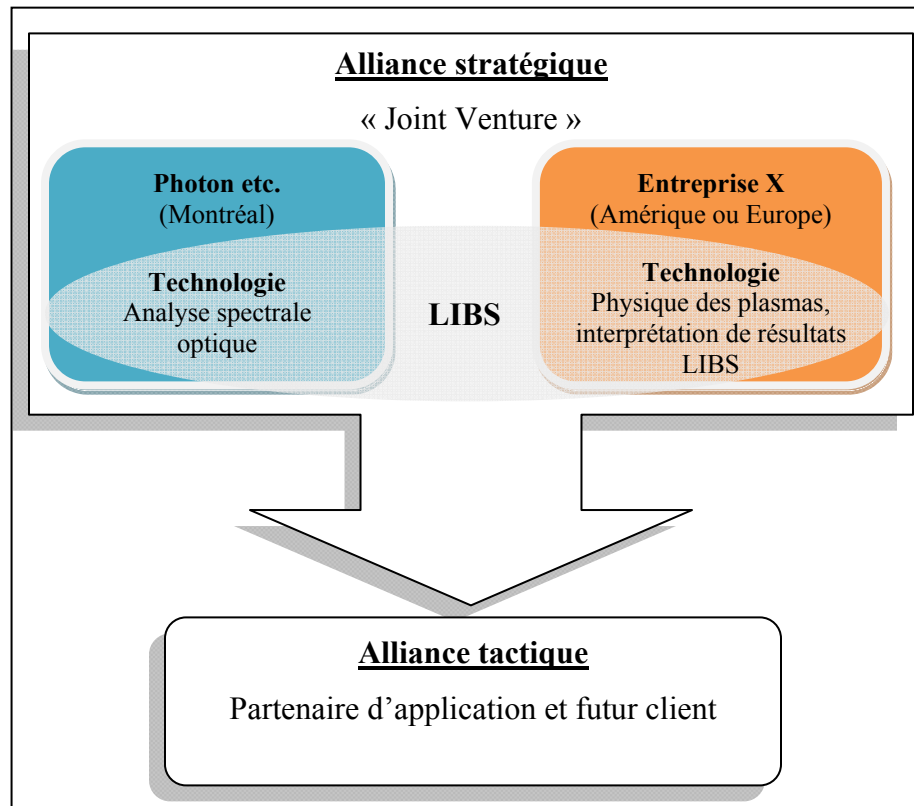 Alliance stratégique
« Joint Venture »
Photon etc.
(Montréal)
Technologie
Analyse spectrale
optique
LIBS
Entreprise X
(Amérique ou Europe)
Technologie
Physique des plasmas,
interprétation de résultats
LIBS
Alliance tactique
Partenaire d'application et futur client